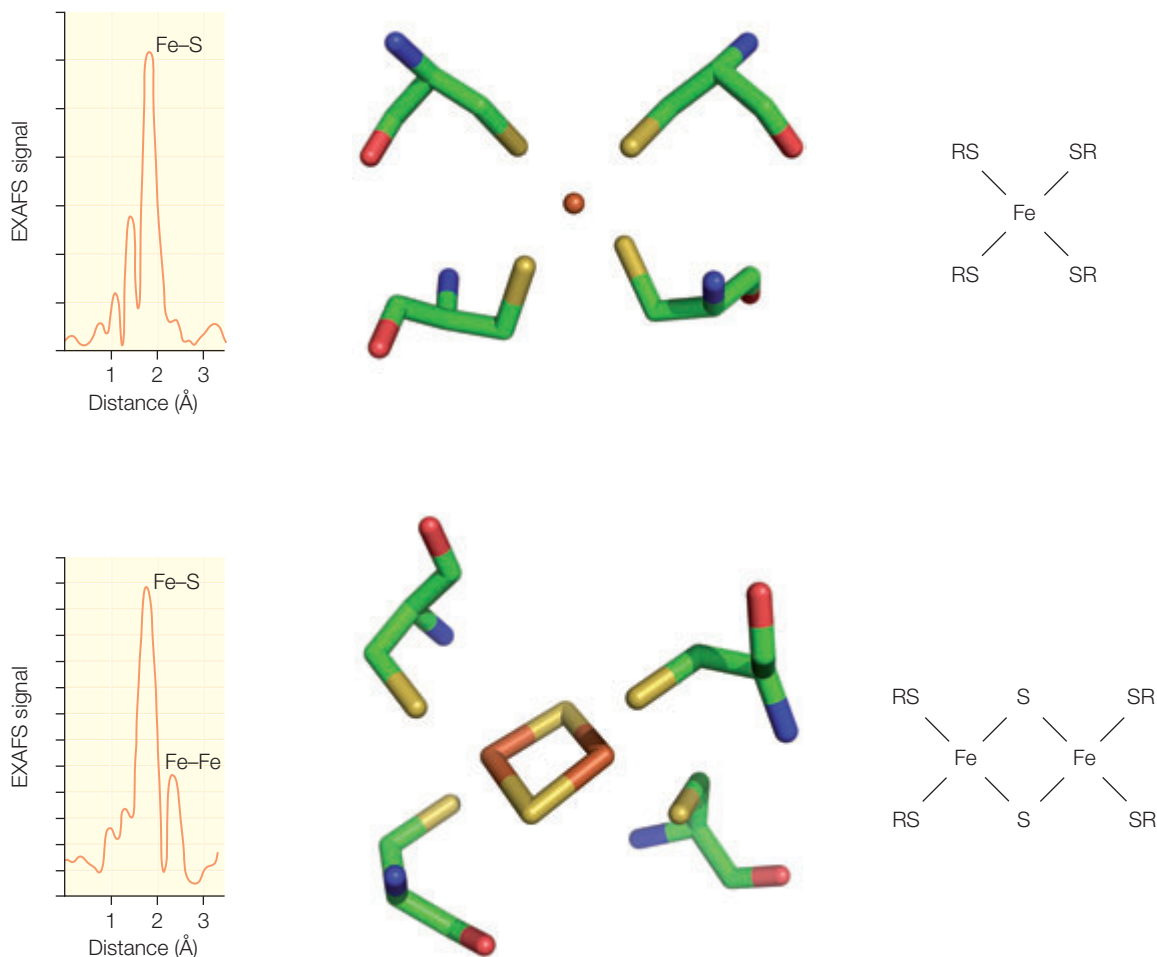 Fe–S
EXAFS signal
1 2 3
Distance (Å)
RS SR
Fe
RS SR
Fe–S
Fe–Fe
EXAFS signal
1 2 3
Distance (Å)
RS S SR
Fe Fe
RS S SR